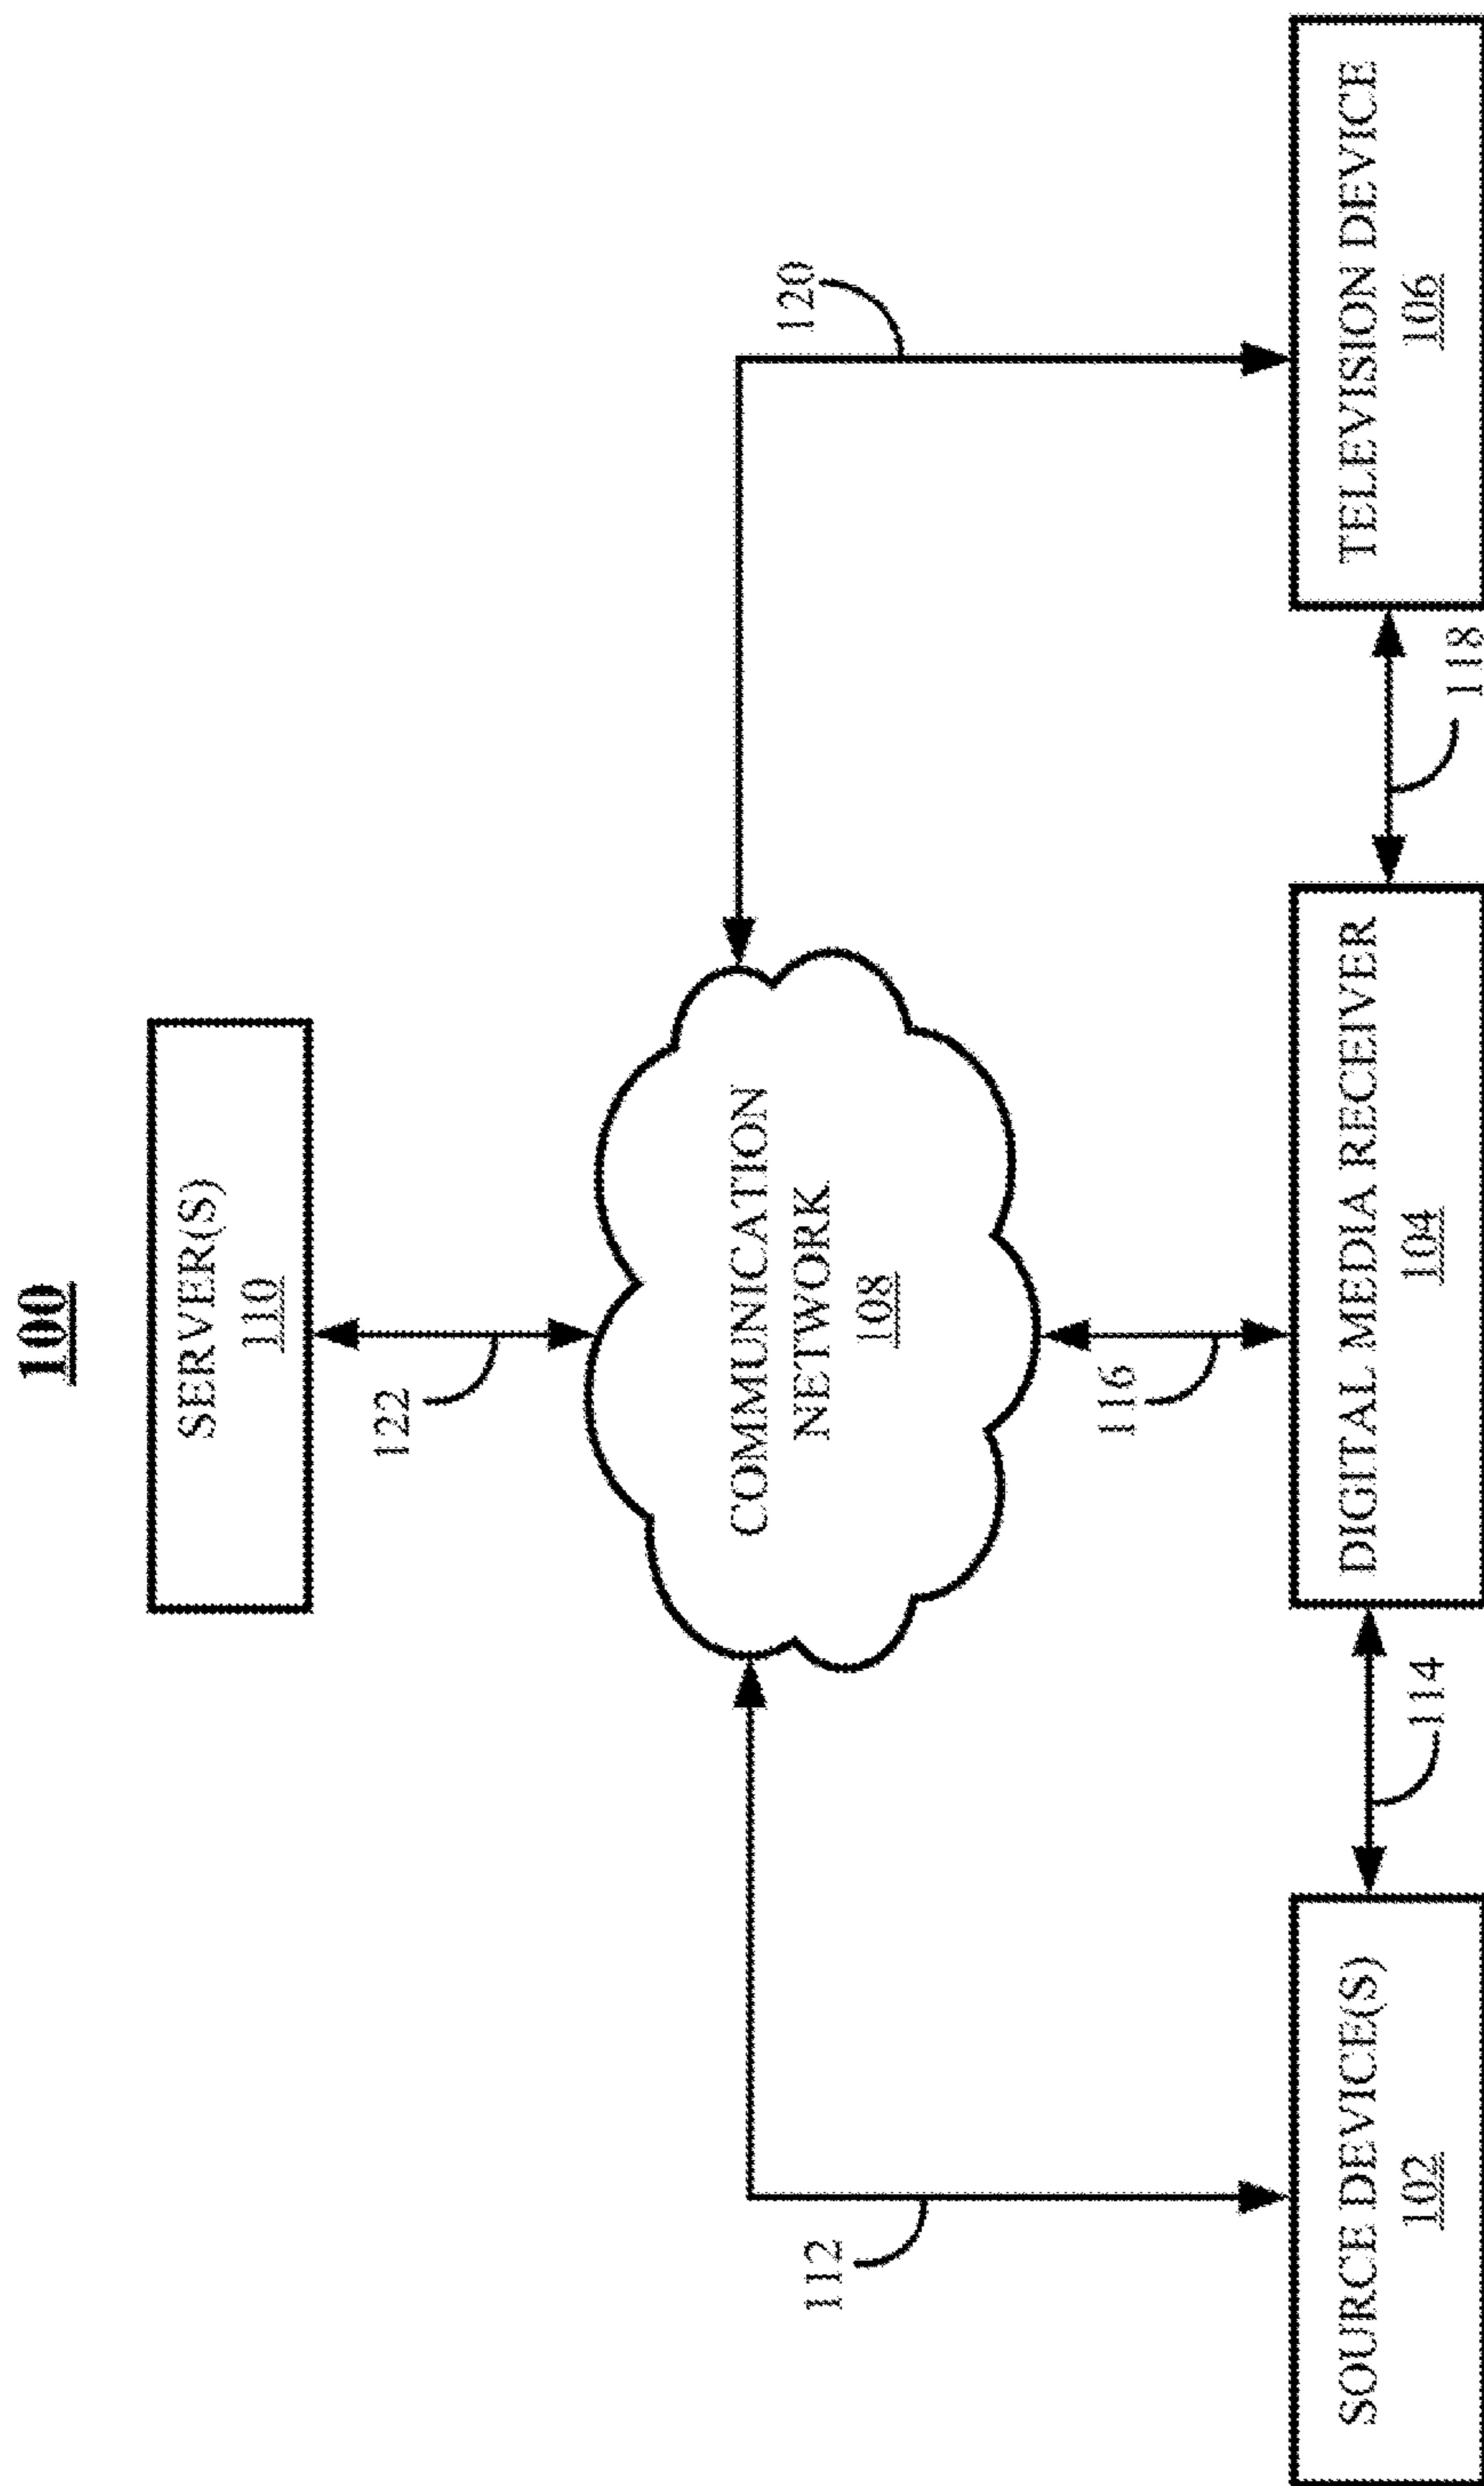 100
SERVER(S)
110
122
COMMUNICATION
NETWORK
108
112
116
120
SOURCE DEVICE(S)
102
114
DIGITAL MEDIA RECEIVER
104
118
TELEVISION DEVICE
106